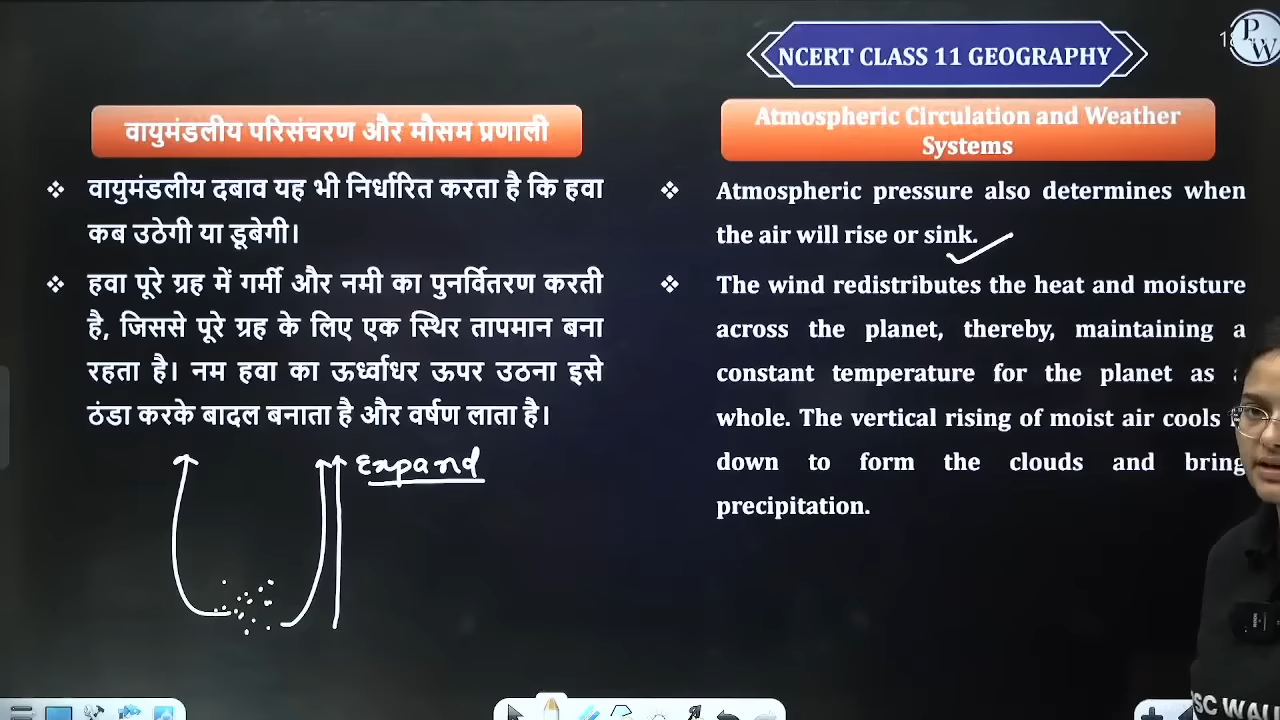 NCERT CLASS 11 GEOGRAPHY
PW
वायुमंडलीय परिसंचरण और मौसम प्रणाली
❖ वायुमंडलीय दबाव यह भी निर्धारित करता है कि हवा
कब उठेगी या डूबेगी।
❖ हवा पूरे ग्रह में गर्मी और नमी का पुनर्वितरण करती
है, जिससे पूरे ग्रह के लिए एक स्थिर तापमान बना
रहता है। नम हवा का ऊर्ध्वाधर ऊपर उठना इसे
ठंडा करके बादल बनाता है और वर्षण लाता है।
Expand
Atmospheric Circulation and Weather
Systems
❖ Atmospheric pressure also determines when
the air will rise or sink.
❖ The wind redistributes the heat and moisture
across the planet, thereby, maintaining a
constant temperature for the planet as
whole. The vertical rising of moist air cools
down to form the clouds and bring
precipitation.
SC WALL